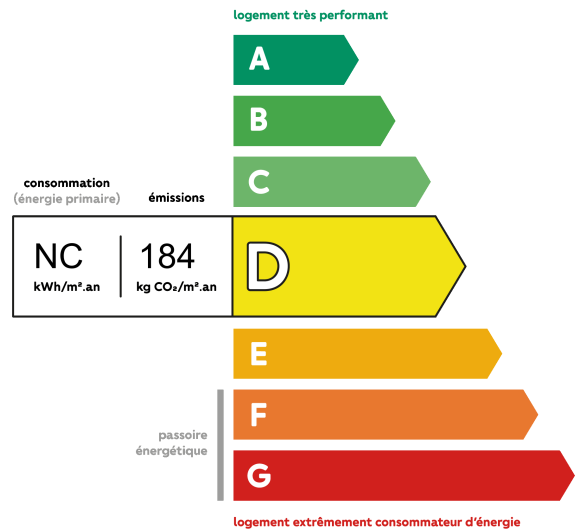 logement très performant
A
B
C
consommation
(énergie primaire)
émissions
NC
184
kWh/m².an
kg CO₂/m².an
D
E
F
passoire
énergétique
G
logement extrêmement consommateur d'énergie